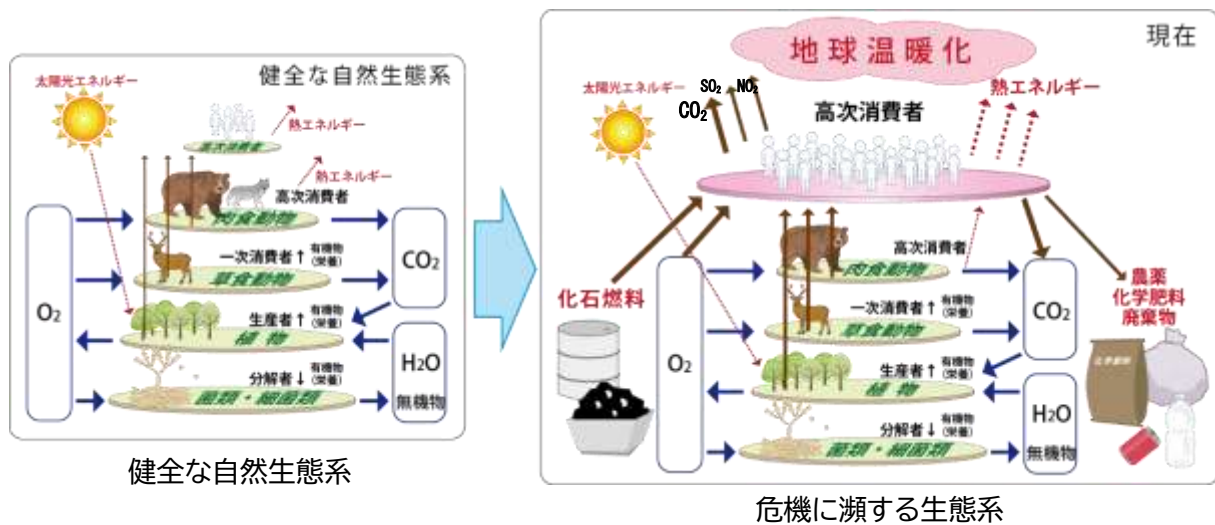 健全な自然生態系
太陽光エネルギー
熱エネルギー
高次消費者
熱エネルギー
高次消費者
肉食動物
一次消費者↑ 有機物(栄養)
草食動物
生産者↑ 有機物(栄養)
植物
分解者↓ 有機物(栄養)
菌類・細菌類
O2
CO2
H2O
無機物
健全な自然生態系
現在
地球温暖化
太陽光エネルギー
CO2
SO2
NO2
熱エネルギー
高次消費者
高次消費者
肉食動物
一次消費者↑ 有機物(栄養)
草食動物
生産者↑ 有機物(栄養)
植物
分解者↓ 有機物(栄養)
菌類・細菌類
化石燃料
O2
CO2
H2O
無機物
農薬
化学肥料
廃棄物
化学肥料
危機に瀕する生態系